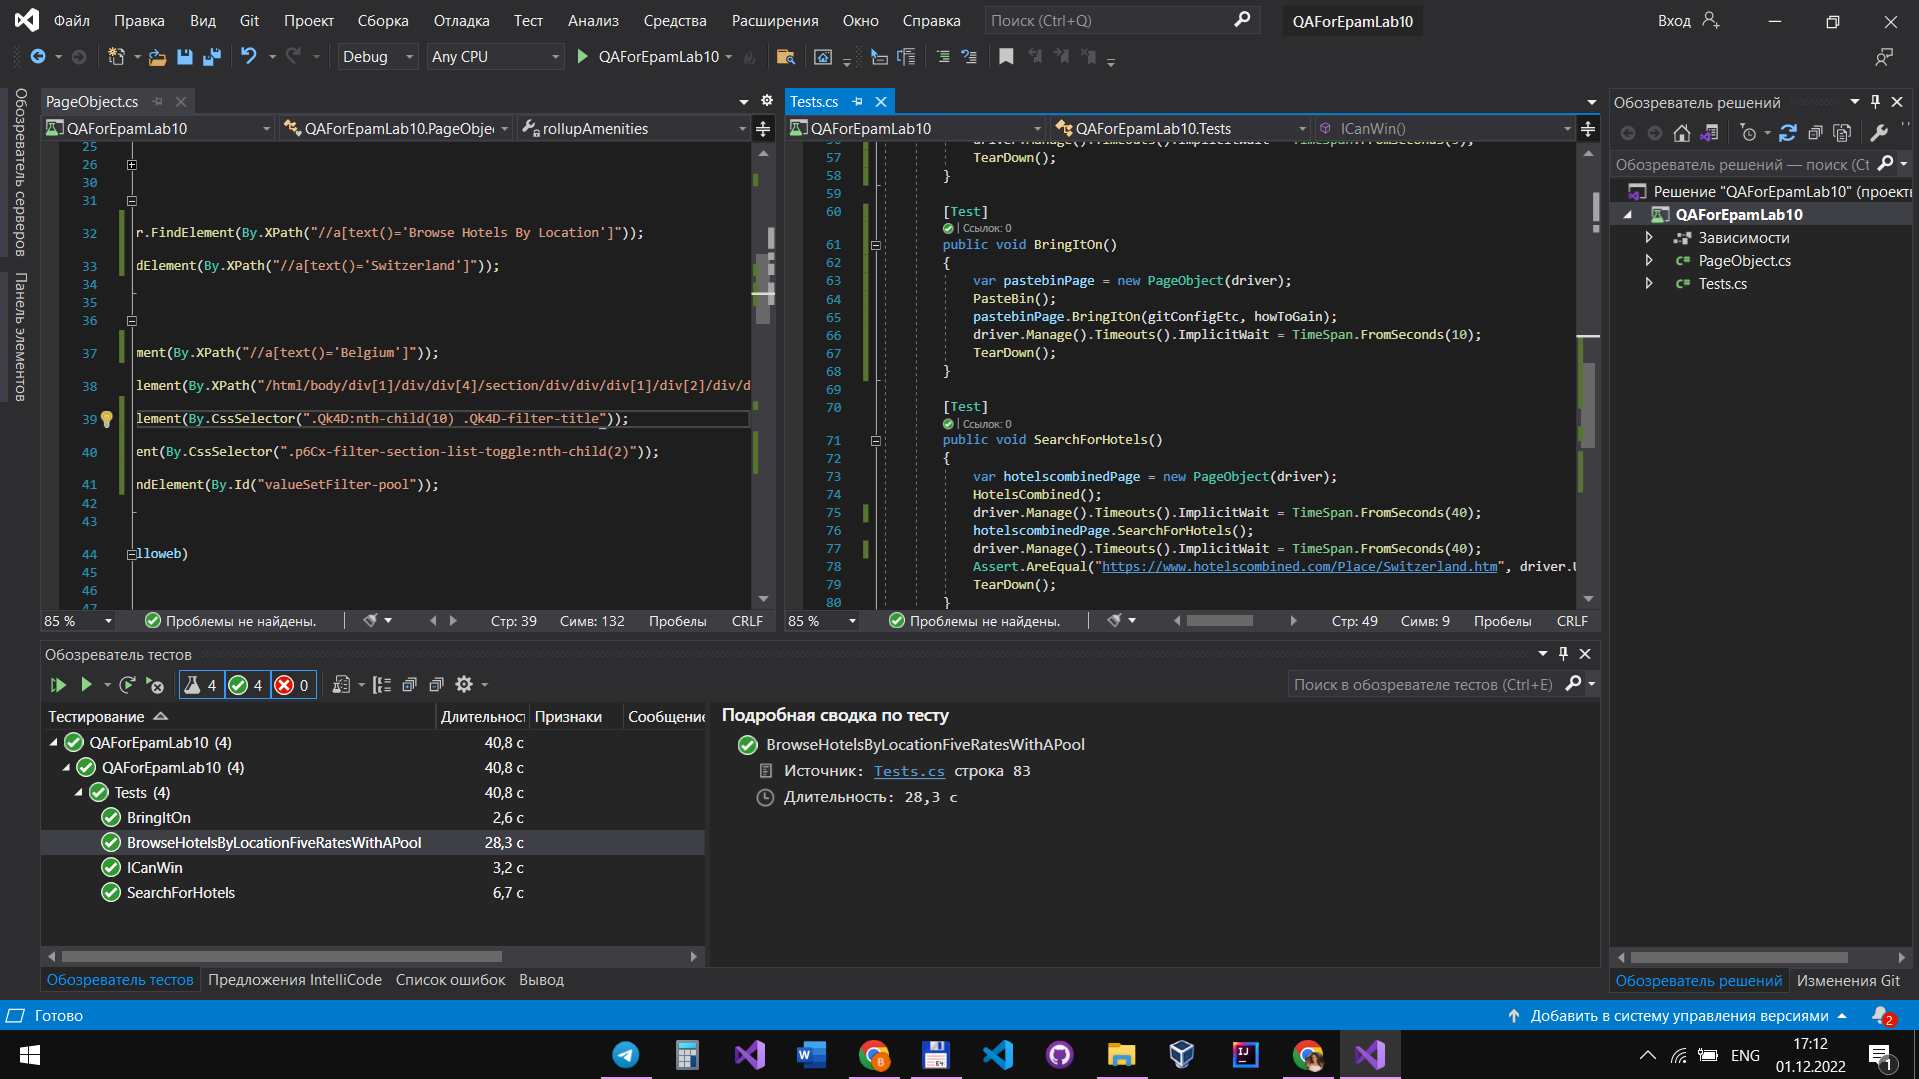 Файл Правка Вид Git Проект Сборка Отладка Тест Анализ Средства Расширения Окно Справка Поиск (Ctrl+Q) QAForEpamLab10 Вход
Debug Any CPU QAForEpamLab10
Обозреватель серверов
Панель элементов
PageObject.cs
QAForEpamLab10 QAForEpamLab10.PageObjec rollupAmenities
25
26
30
31
32 r.FindElement(By.XPath("//a[text()='Browse Hotels By Location']"));
33 dElement(By.XPath("//a[text()='Switzerland']"));
34
35
36
37 ment(By.XPath("//a[text()='Belgium']"));
38 lement(By.XPath("/html/body/div[1]/div/div[4]/section/div/div/div[1]/div[2]/div/d
39 lement(By.CssSelector(".Qk4D:nth-child(10) .Qk4D-filter-title"));
40 ent(By.CssSelector(".p6Cx-filter-section-list-toggle:nth-child(2)"));
41 ndElement(By.Id("valueSetFilter-pool"));
42
43
44 lloweb)
45
46
47
85 % Проблемы не найдены. Стр: 39 Симв: 132 Пробелы CRLF
Tests.cs
QAForEpamLab10 QAForEpamLab10.Tests ICanWin()
57 TearDown();
58 }
59
60 [Test]
Ссылок: 0
61 public void BringItOn()
62 {
63 var pastebinPage = new PageObject(driver);
64 PasteBin();
65 pastebinPage.BringItOn(gitConfigEtc, howToGain);
66 driver.Manage().Timeouts().ImplicitWait = TimeSpan.FromSeconds(10);
67 TearDown();
68 }
69
70 [Test]
Ссылок: 0
71 public void SearchForHotels()
72 {
73 var hotelscombinedPage = new PageObject(driver);
74 HotelsCombined();
75 driver.Manage().Timeouts().ImplicitWait = TimeSpan.FromSeconds(40);
76 hotelscombinedPage.SearchForHotels();
77 driver.Manage().Timeouts().ImplicitWait = TimeSpan.FromSeconds(40);
78 Assert.AreEqual("https://www.hotelscombined.com/Place/Switzerland.htm", driver.U
79 TearDown();
80 }
85 % Проблемы не найдены. Стр: 49 Симв: 9 Пробелы CRLF
Обозреватель решений
Обозреватель решений — поиск (Ct
Решение "QAForEpamLab10" (проекты
QAForEpamLab10
Зависимости
C# PageObject.cs
C# Tests.cs
Обозреватель решений Изменения Git
Обозреватель тестов
4 4 0 Поиск в обозревателе тестов (Ctrl+E)
Тестирование Длительност Признаки Сообщение
QAForEpamLab10 (4) 40,8 с
QAForEpamLab10 (4) 40,8 с
Tests (4) 40,8 с
BringItOn 2,6 с
BrowseHotelsByLocationFiveRatesWithAPool 28,3 с
ICanWin 3,2 с
SearchForHotels 6,7 с
Подробная сводка по тесту
BrowseHotelsByLocationFiveRatesWithAPool
Источник: Tests.cs строка 83
Длительность: 28,3 с
Обозреватель тестов Предложения IntelliCode Список ошибок Вывод
Готово Добавить в систему управления версиями 2
ENG 17:12
01.12.2022 1